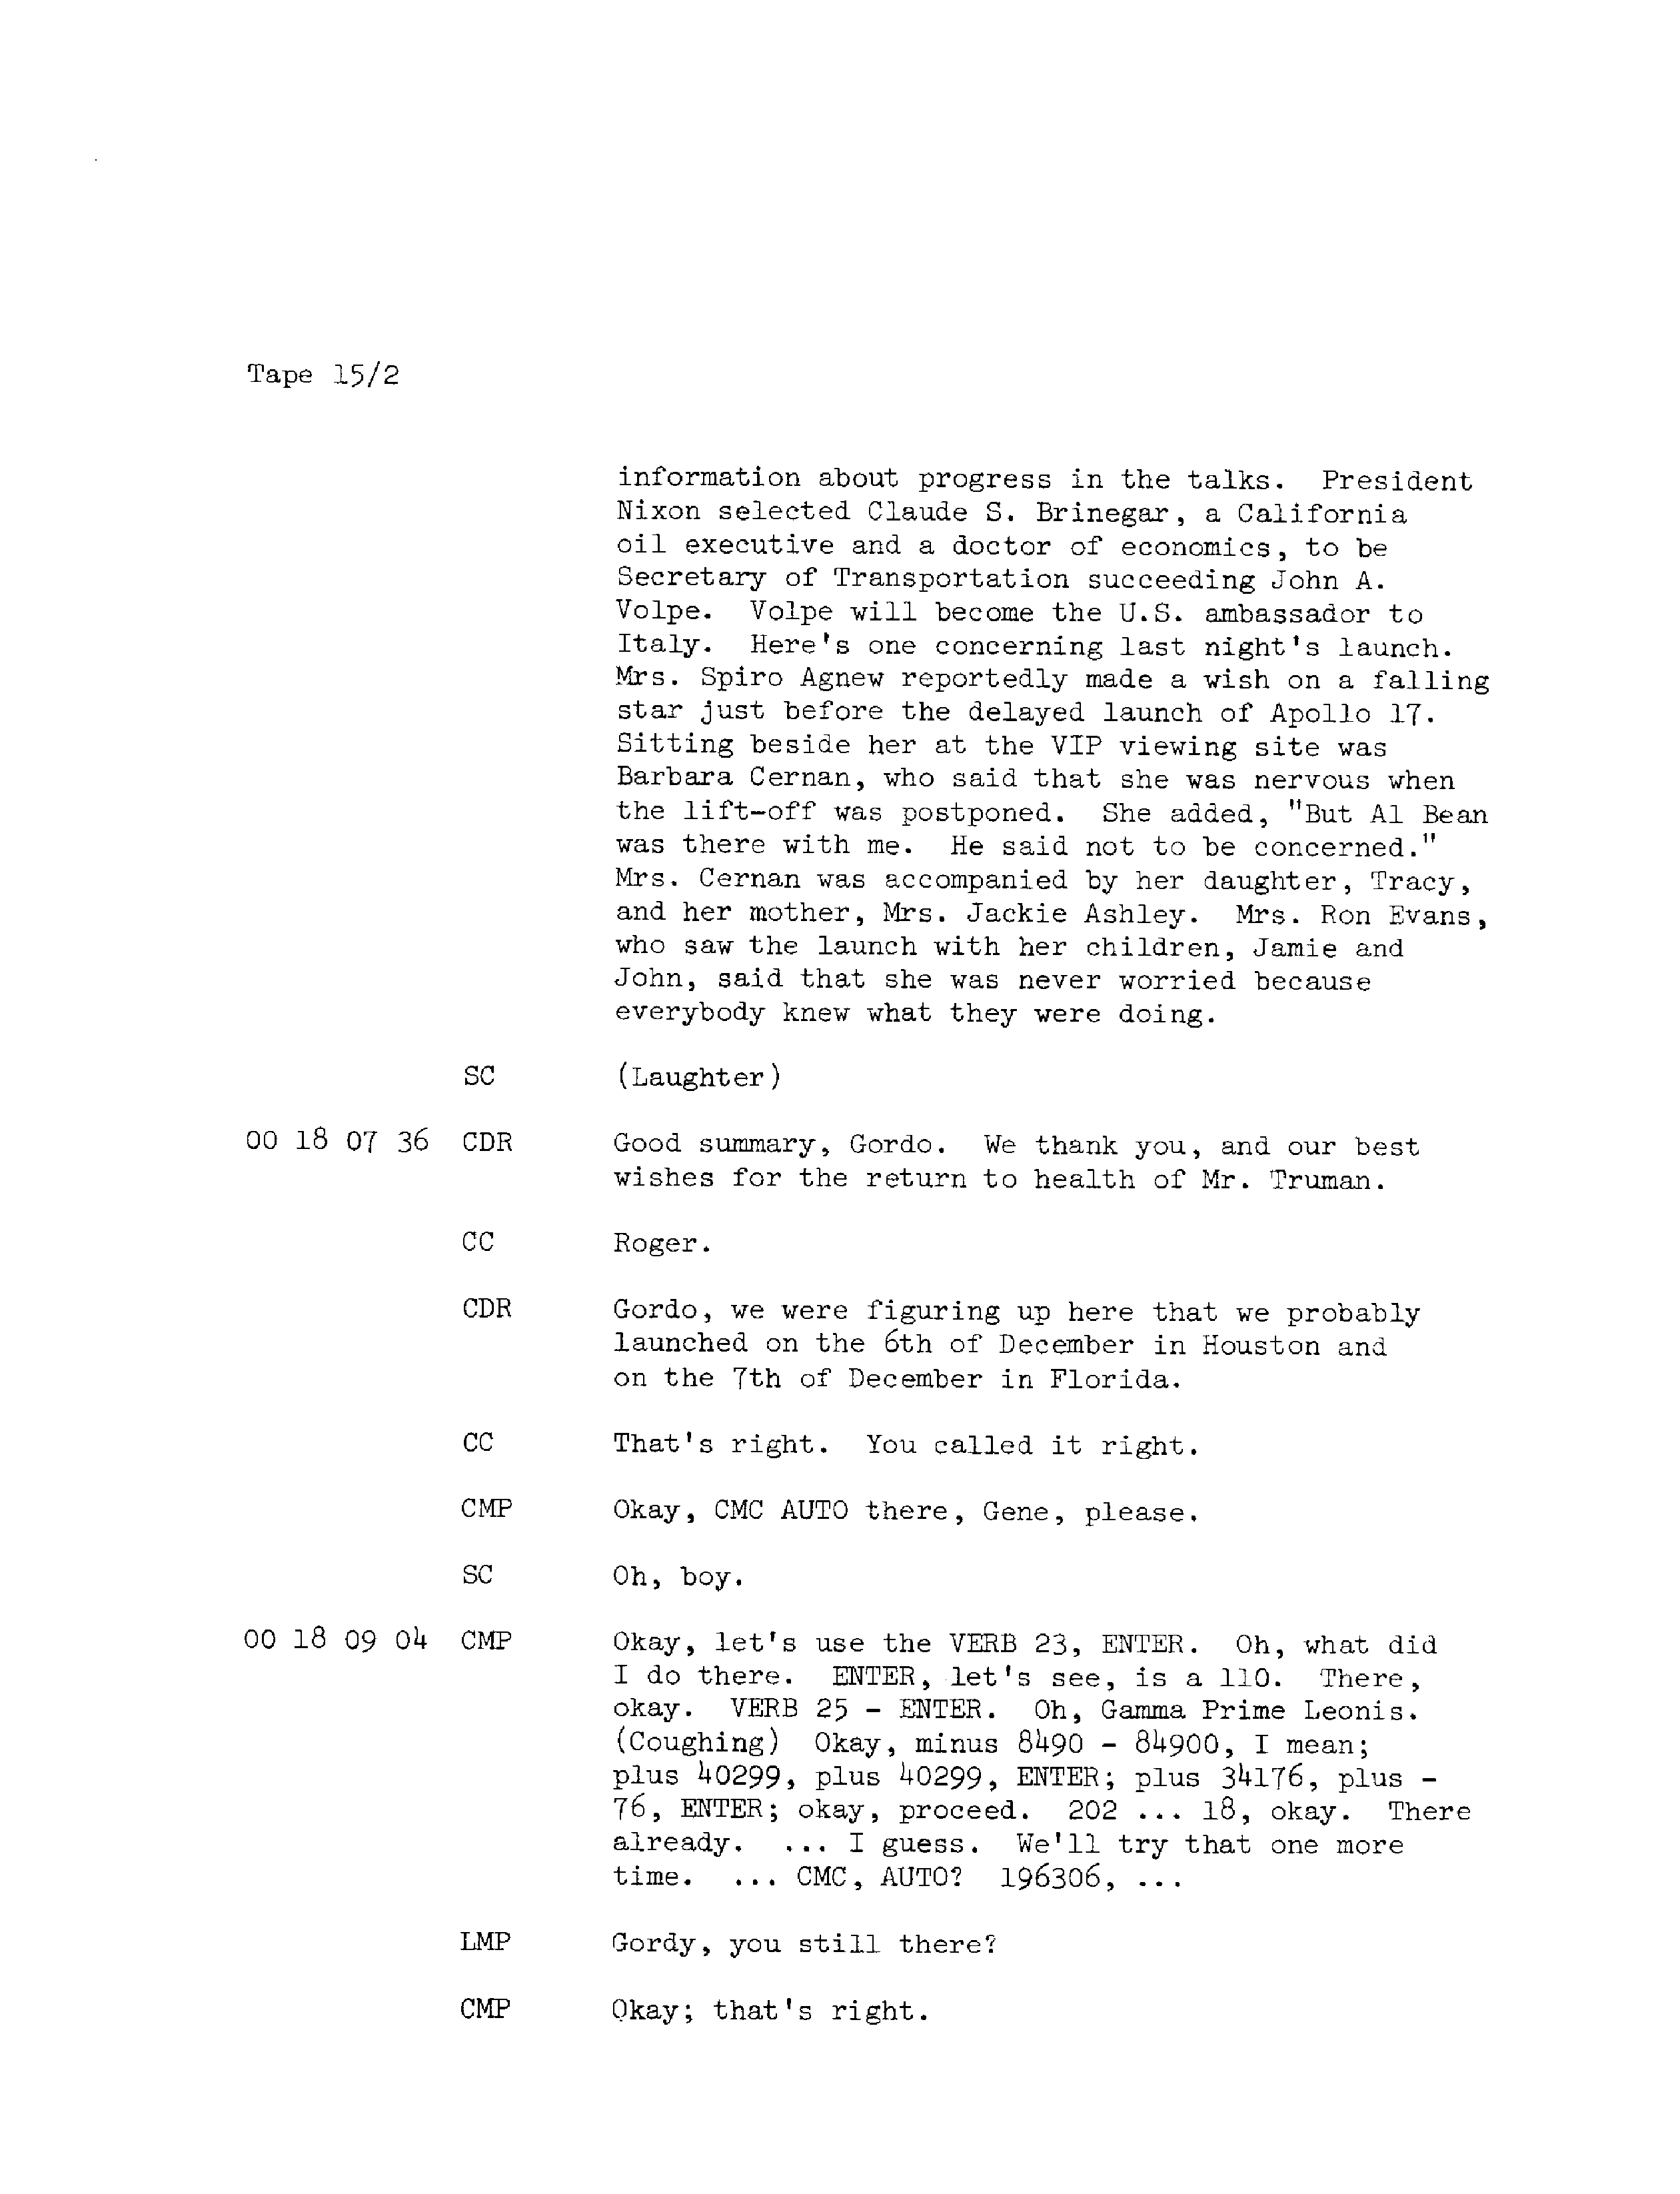 Tape 15/2
information about progress in the talks. President
Nixon selected Claude S. Brinegar, a California
oil executive and a doctor of economics, to be
Secretary of Transportation succeeding John A.
Volpe. Volpe will become the U.S. ambassador to
Italy. Here's one concerning last night's launch.
Mrs. Spiro Agnew reportedly made a wish on a falling
star just before the delayed launch of Apollo 17.
Sitting beside her at the VIP viewing site was
Barbara Cernan, who said that she was nervous when
the lift-off was postponed. She added, "But Al Bean
was there with me. He said not to be concerned."
Mrs. Cernan was accompanied by her daughter, Tracy,
and her mother, Mrs. Jackie Ashley. Mrs. Ron Evans,
who saw the launch with her children, Jamie and
John, said that she was never worried because
everybody knew what they were doing.
SC (Laughter)
00 18 07 36 CDR Good summary, Gordo. We thank you, and our best
wishes for the return to health of Mr. Truman.
CC Roger.
CDR Gordo, we were figuring up here that we probably
launched on the 6th of December in Houston and
on the 7th of December in Florida.
CC That's right. You called it right.
CMP Okay, CMC AUTO there, Gene, please.
SC Oh, boy.
00 18 09 04 CMP Okay, let's use the VERB 23, ENTER. Oh, what did
I do there. ENTER, let's see, is a 110. There,
okay. VERB 25 - ENTER. Oh, Gamma Prime Leonis.
(Coughing) Okay, minus 8490 - 84900, I mean;
plus 40299, plus 40299, ENTER; plus 34176, plus -
76, ENTER; okay, proceed. 202 ... 18, okay. There
already. ... I guess. We'll try that one more
time. ... CMC, AUTO? 196306, ...
LMP Gordy, you still there?
CMP Okay; that's right.